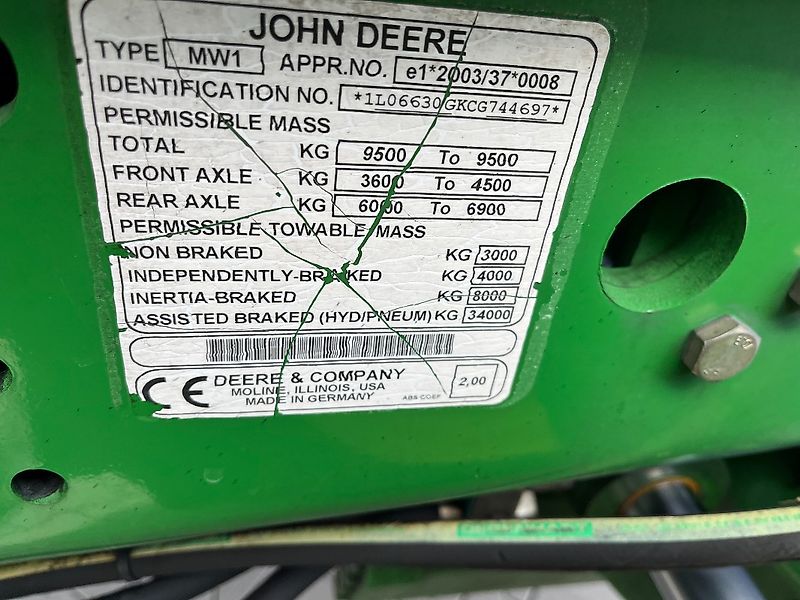 JOHN DEERE
TYPE MW1 APPR.NO. e1*2003/37*0008
IDENTIFICATION NO. *1L06630GKCG744697*
PERMISSIBLE MASS
TOTAL KG 9500 To 9500
FRONT AXLE KG 3600 To 4500
REAR AXLE KG 6000 To 6900
PERMISSIBLE TOWABLE MASS
NON BRAKED KG 3000
INDEPENDENTLY-BRAKED KG 4000
INERTIA-BRAKED KG 8000
ASSISTED BRAKED (HYD/PNEUM) KG 34000
CE DEERE & COMPANY 2,00
MOLINE, ILLINOIS, USA
MADE IN GERMANY ABS COEF